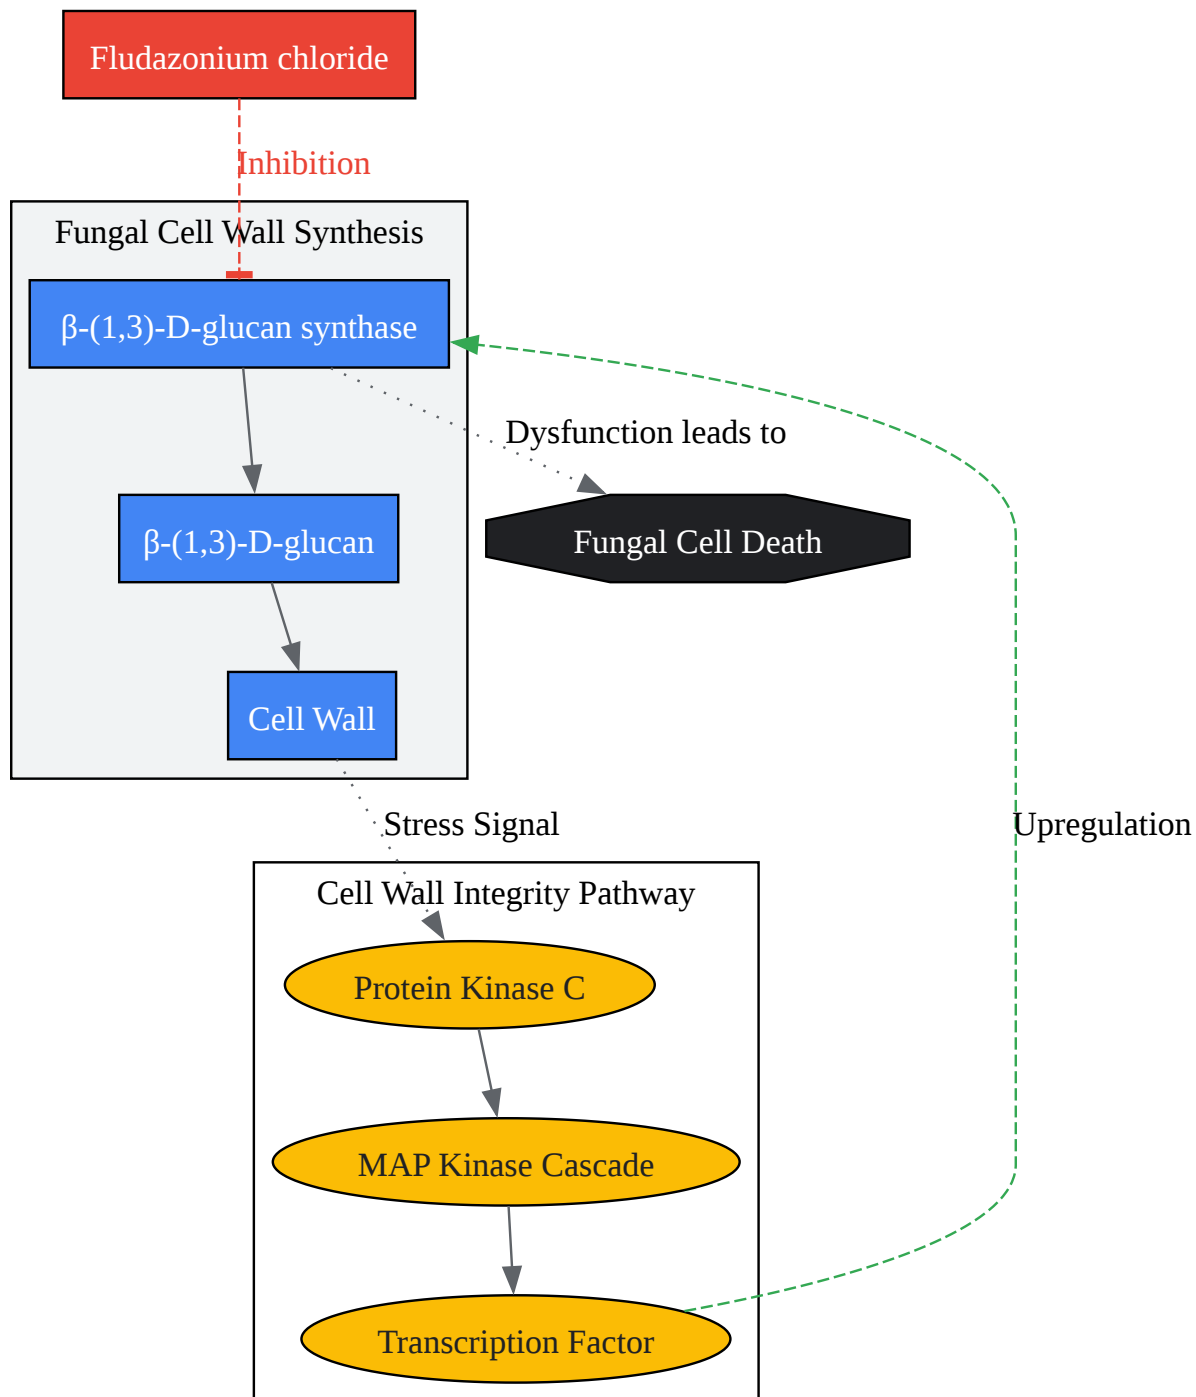 Fludazonium chloride
Inhibition
Fungal Cell Wall Synthesis
β-(1,3)-D-glucan synthase
Dysfunction leads to
β-(1,3)-D-glucan
Fungal Cell Death
Cell Wall
Stress Signal
Upregulation
Cell Wall Integrity Pathway
Protein Kinase C
MAP Kinase Cascade
Transcription Factor